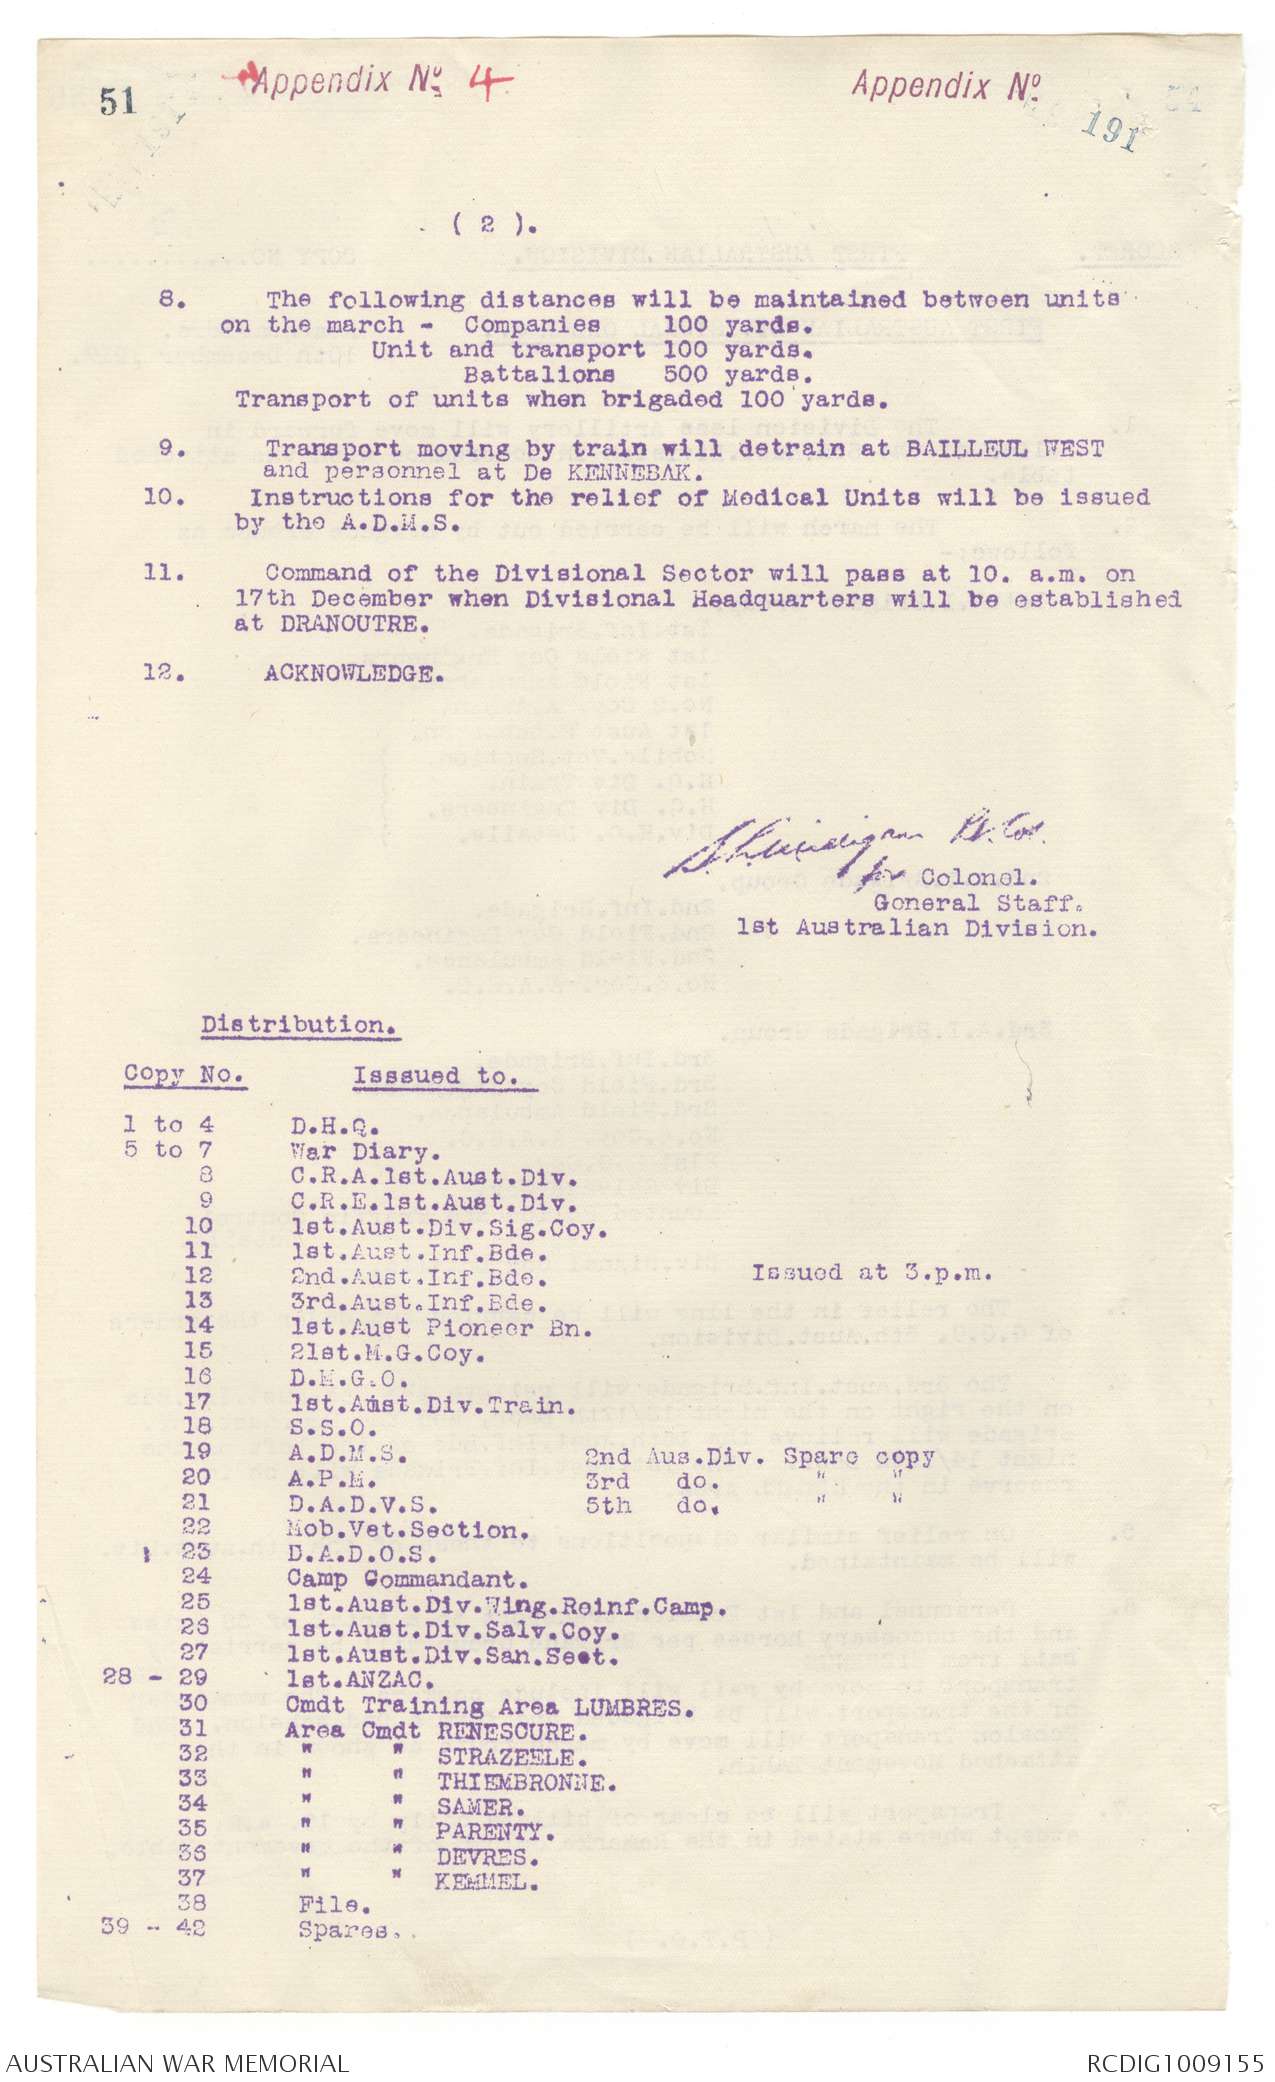 51
Appendix No. 4
Appendix No.
191
( 2 ).
8. The following distances will be maintained between units
on the march - Companies 100 yards.
Unit and transport 100 yards.
Battalions 500 yards.
Transport of units when brigaded 100 yards.
9. Transport moving by train will detrain at BAILLEUL WEST
and personnel at De KENNEBAK.
10. Instructions for the relief of Medical Units will be issued
by the A.D.M.S.
11. Command of the Divisional Sector will pass at 10. a.m. on
17th December when Divisional Headquarters will be established
at DRANOUTRE.
12. ACKNOWLEDGE.
for Colonel.
General Staff.
1st Australian Division.
Distribution.
Copy No. Isssued to.
1 to 4 D.H.Q.
5 to 7 War Diary.
8 C.R.A.1st.Aust.Div.
9 C.R.E.1st.Aust.Div.
10 1st.Aust.Div.Sig.Coy.
11 1st.Aust.Inf.Bde.
12 2nd.Aust.Inf.Bde. Issued at 3.p.m.
13 3rd.Aust.Inf.Bde.
14 1st.Aust Pioneer Bn.
15 21st.M.G.Coy.
16 D.M.G.O.
17 1st.Aust.Div.Train.
18 S.S.O.
19 A.D.M.S. 2nd Aus.Div. Spare copy
20 A.P.M. 3rd do. " "
21 D.A.D.V.S. 5th do. " "
22 Mob.Vet.Section.
23 D.A.D.O.S.
24 Camp Commandant.
25 1st.Aust.Div.Wing.Reinf.Camp.
26 1st.Aust.Div.Salv.Coy.
27 1st.Aust.Div.San.Sect.
28 - 29 1st.ANZAC.
30 Cmdt Training Area LUMBRES.
31 Area Cmdt RENESCURE.
32 " " STRAZEELE.
33 " " THIEMBRONNE.
34 " " SAMER.
35 " " PARENTY.
36 " " DEVRES.
37 " " KEMMEL.
38 File.
39 - 42 Spares.
AUSTRALIAN WAR MEMORIAL
RCDIG1009155